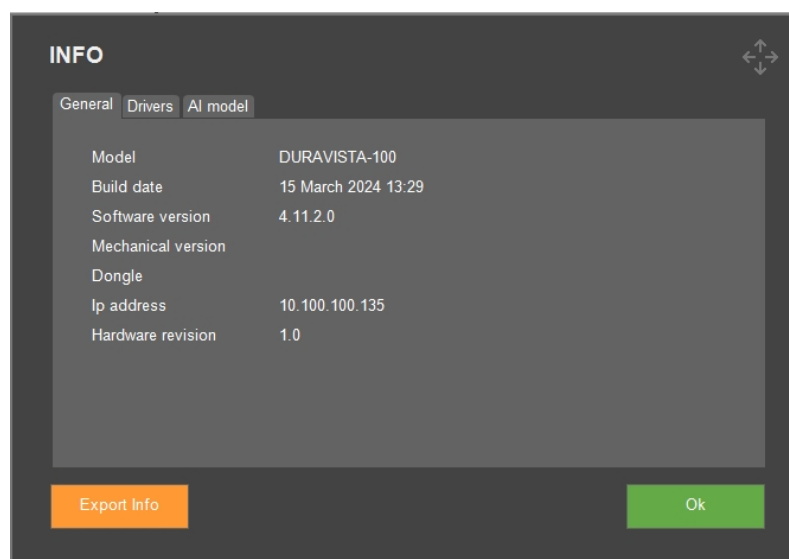 INFO
General Drivers AI model
Model DURAVISTA-100
Build date 15 March 2024 13:29
Software version 4.11.2.0
Mechanical version
Dongle
Ip address 10.100.100.135
Hardware revision 1.0
Export Info Ok